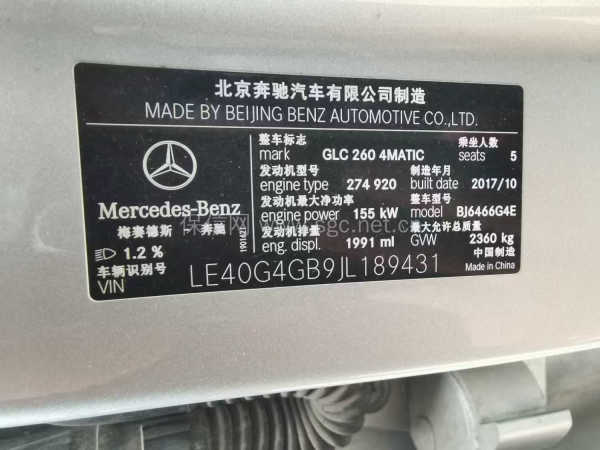 北京奔驰汽车有限公司制造
MADE BY BEIJING BENZ AUTOMOTIVE CO.,LTD.
整车标志 乘坐人数
mark GLC 260 4MATIC seats 5
发动机型号 制造年月
engine type 274 920 built date 2017/10
发动机最大净功率 整车型号
engine power 155 kW model BJ6466G4E
发动机排量 最大允许总质量
eng. displ. 1991 ml GVW 2360 kg
中国制造
Made in China
Mercedes-Benz
梅赛德斯－奔驰
1.2 %
车辆识别号
VIN LE40G4GB9JL189431